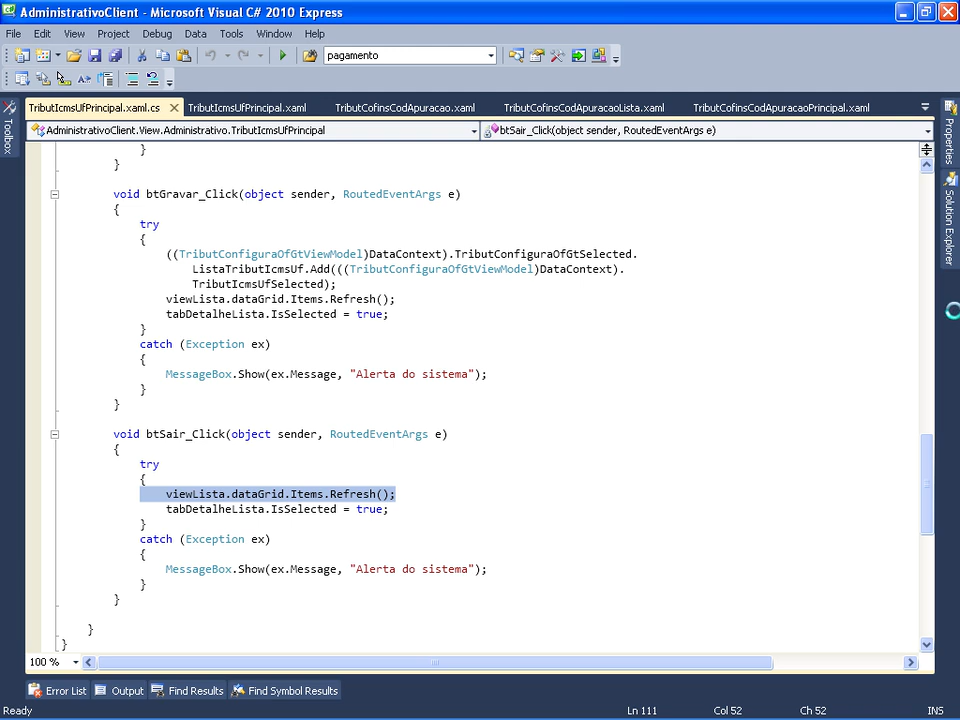 AdministrativoClient - Microsoft Visual C# 2010 Express
File Edit View Project Debug Data Tools Window Help
pagamento
TributIcmsUfPrincipal.xaml.cs TributIcmsUfPrincipal.xaml TributCofinsCodApuracao.xaml TributCofinsCodApuracaoLista.xaml TributCofinsCodApuracaoPrincipal.xaml
AdministrativoClient.View.Administrativo.TributIcmsUfPrincipal btSair_Click(object sender, RoutedEventArgs e)
Toolbox
Properties
Solution Explorer
}
}
void btGravar_Click(object sender, RoutedEventArgs e)
{
try
{
((TributConfiguraOfGtViewModel)DataContext).TributConfiguraOfGtSelected.
ListaTributIcmsUf.Add(((TributConfiguraOfGtViewModel)DataContext).
TributIcmsUfSelected);
viewLista.dataGrid.Items.Refresh();
tabDetalheLista.IsSelected = true;
}
catch (Exception ex)
{
MessageBox.Show(ex.Message, "Alerta do sistema");
}
}
void btSair_Click(object sender, RoutedEventArgs e)
{
try
{
viewLista.dataGrid.Items.Refresh();
tabDetalheLista.IsSelected = true;
}
catch (Exception ex)
{
MessageBox.Show(ex.Message, "Alerta do sistema");
}
}
}
}
100 %
Error List Output Find Results Find Symbol Results
Ready Ln 111 Col 52 Ch 52 INS